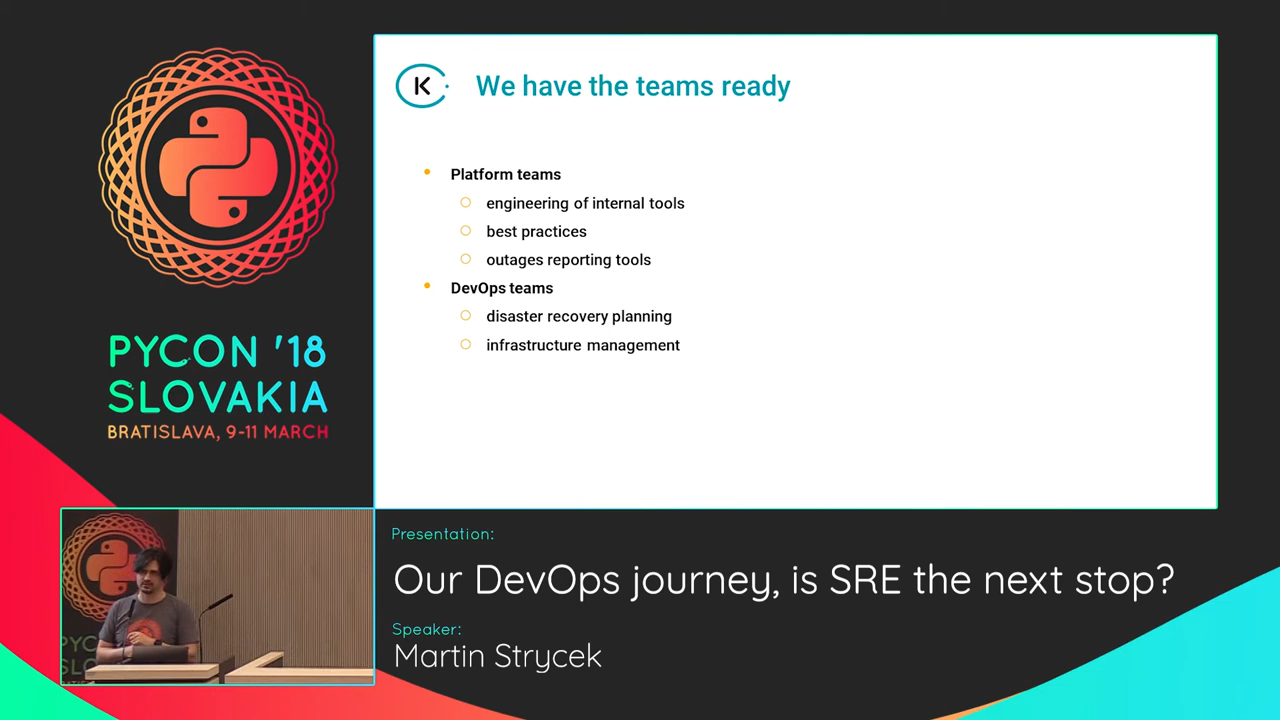 PYCON '18
SLOVAKIA
BRATISLAVA, 9-11 MARCH
K
We have the teams ready
Platform teams
engineering of internal tools
best practices
outages reporting tools
DevOps teams
disaster recovery planning
infrastructure management
Presentation:
Our DevOps journey, is SRE the next stop?
Speaker:
Martin Strycek